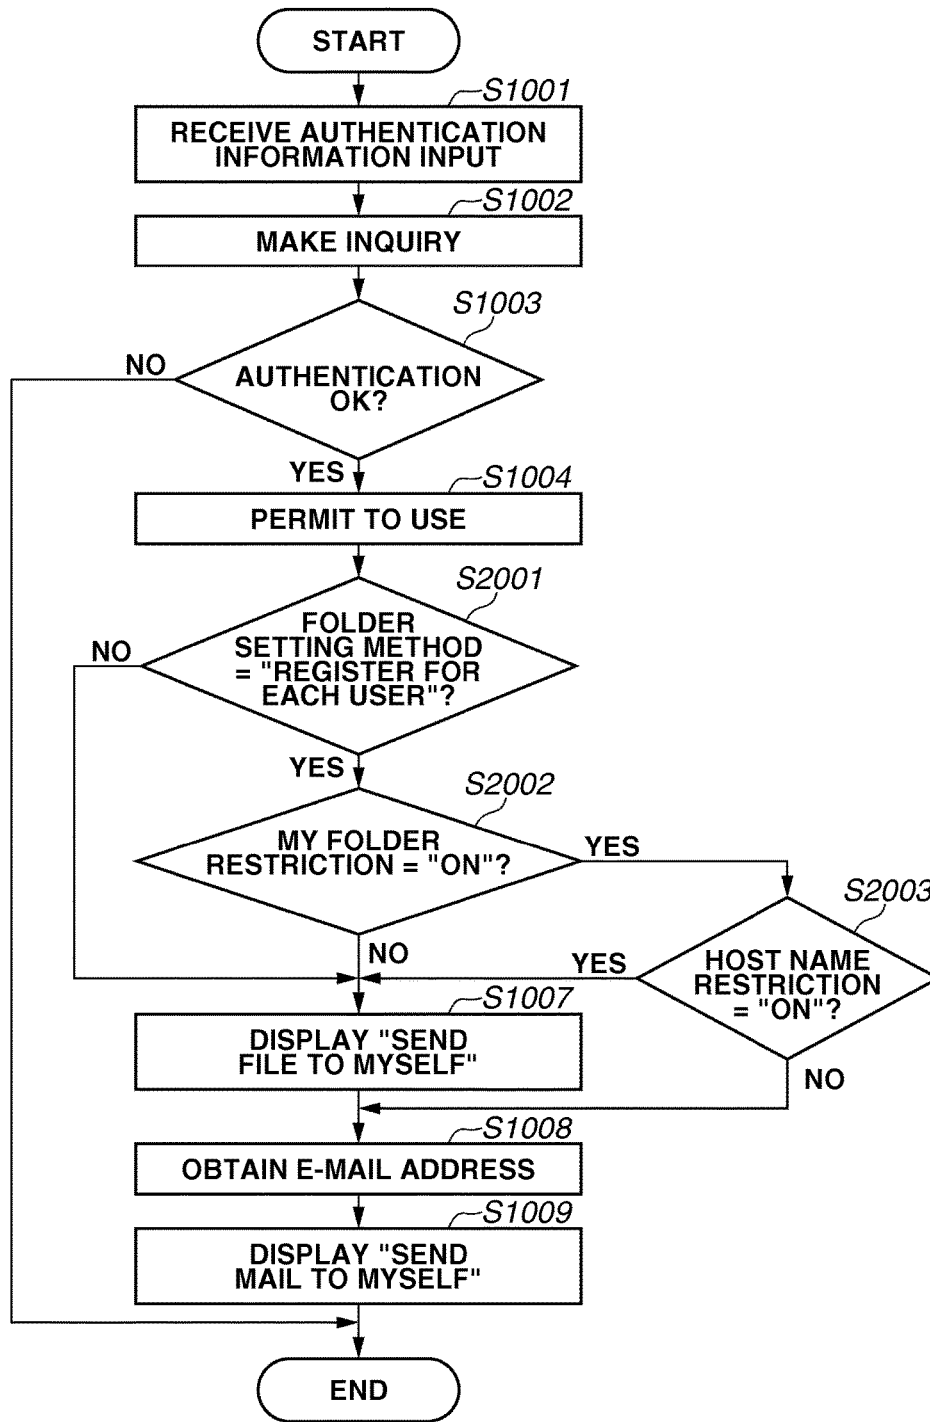 START
S1001
RECEIVE AUTHENTICATION
INFORMATION INPUT
S1002
MAKE INQUIRY
S1003
NO
AUTHENTICATION
OK?
YES
S1004
PERMIT TO USE
S2001
NO
FOLDER
SETTING METHOD
= "REGISTER FOR
EACH USER"?
YES
S2002
MY FOLDER
RESTRICTION = "ON"?
YES
S2003
NO
YES
HOST NAME
RESTRICTION
= "ON"?
S1007
DISPLAY "SEND
FILE TO MYSELF"
NO
S1008
OBTAIN E-MAIL ADDRESS
S1009
DISPLAY "SEND
MAIL TO MYSELF"
END